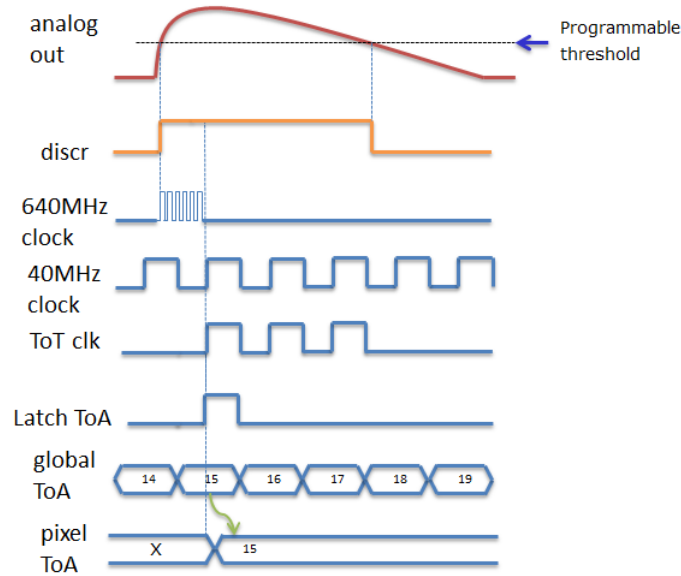 analog
out
Programmable
threshold
discr
640MHz
clock
40MHz
clock
ToT clk
Latch ToA
global
ToA
14 15 16 17 18 19
pixel
ToA
X 15